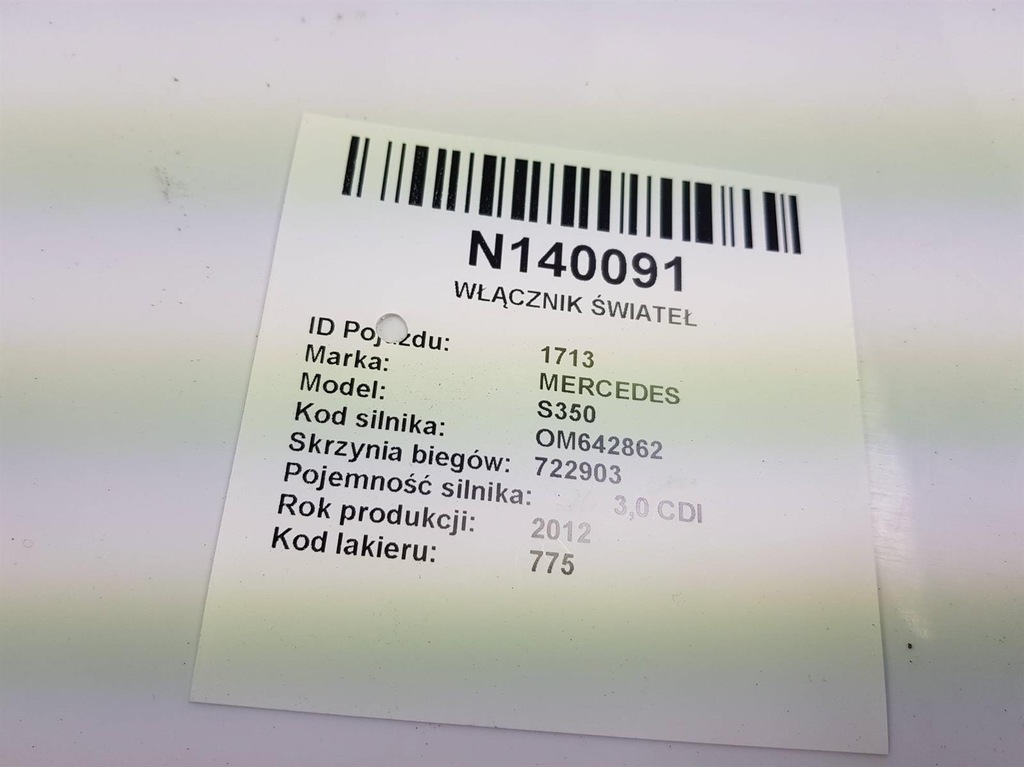 N140091
WŁĄCZNIK ŚWIATEŁ
ID Pojazdu: 1713
Marka: MERCEDES
Model: S350
Kod silnika: OM642862
Skrzynia biegów: 722903
Pojemność silnika: 3,0 CDI
Rok produkcji: 2012
Kod lakieru: 775